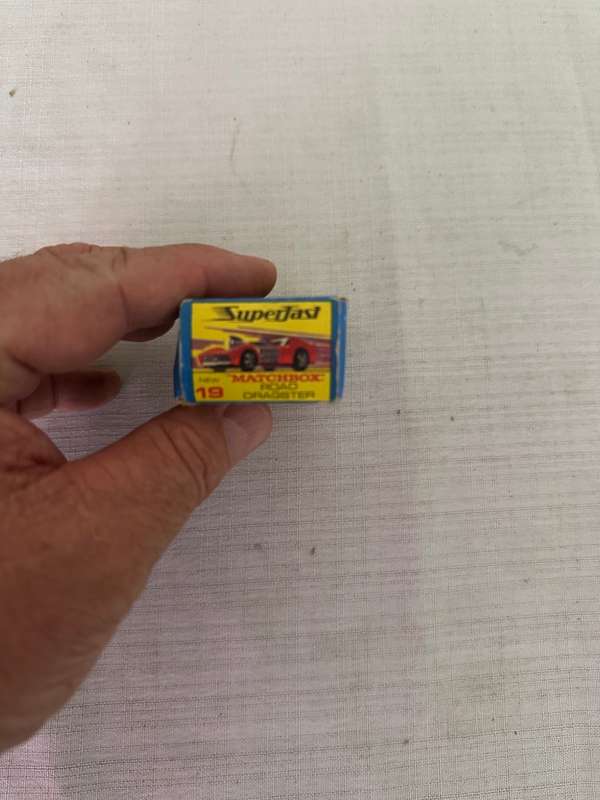 SuperFast
NEW "MATCHBOX"
19 ROAD
DRAGSTER